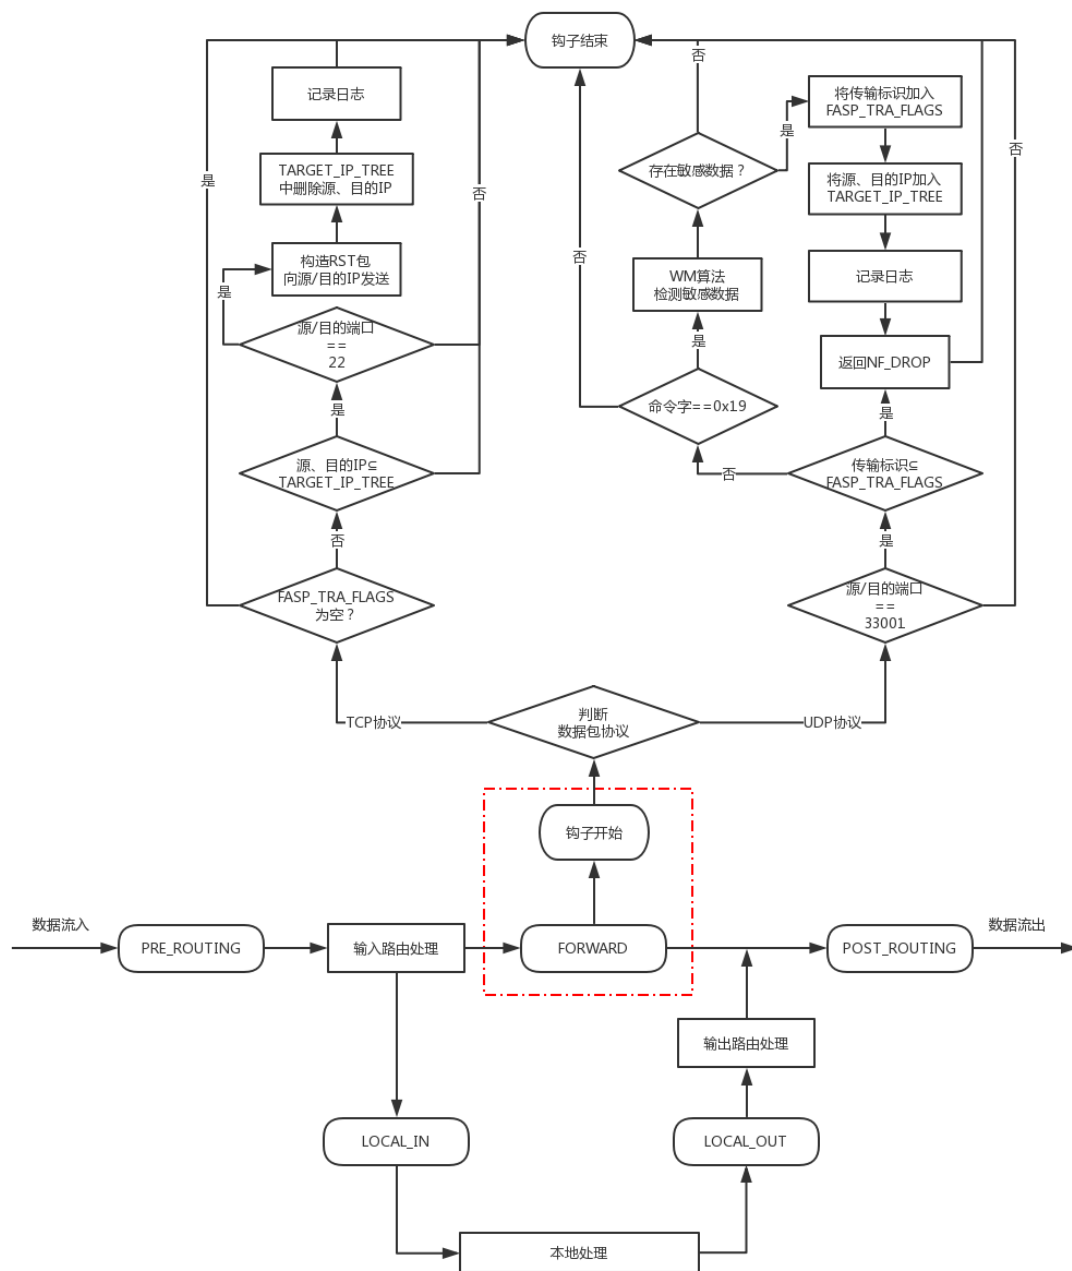 钩子结束
否
记录日志
将传输标识加入
FASP_TRA_FLAGS
是
否
TARGET_IP_TREE
中删除源、目的IP
存在敏感数据？
是
否
将源、目的IP加入
TARGET_IP_TREE
构造RST包
向源/目的IP发送
否
WM算法
检测敏感数据
记录日志
是
源/目的端口
==
22
是
返回NF_DROP
是
命令字==0x19
是
源、目的IP⊆
TARGET_IP_TREE
否
传输标识⊆
FASP_TRA_FLAGS
否
是
FASP_TRA_FLAGS
为空？
源/目的端口
==
33001
TCP协议
判断
数据包协议
UDP协议
钩子开始
数据流入
PRE_ROUTING
输入路由处理
FORWARD
POST_ROUTING
数据流出
输出路由处理
LOCAL_IN
LOCAL_OUT
本地处理